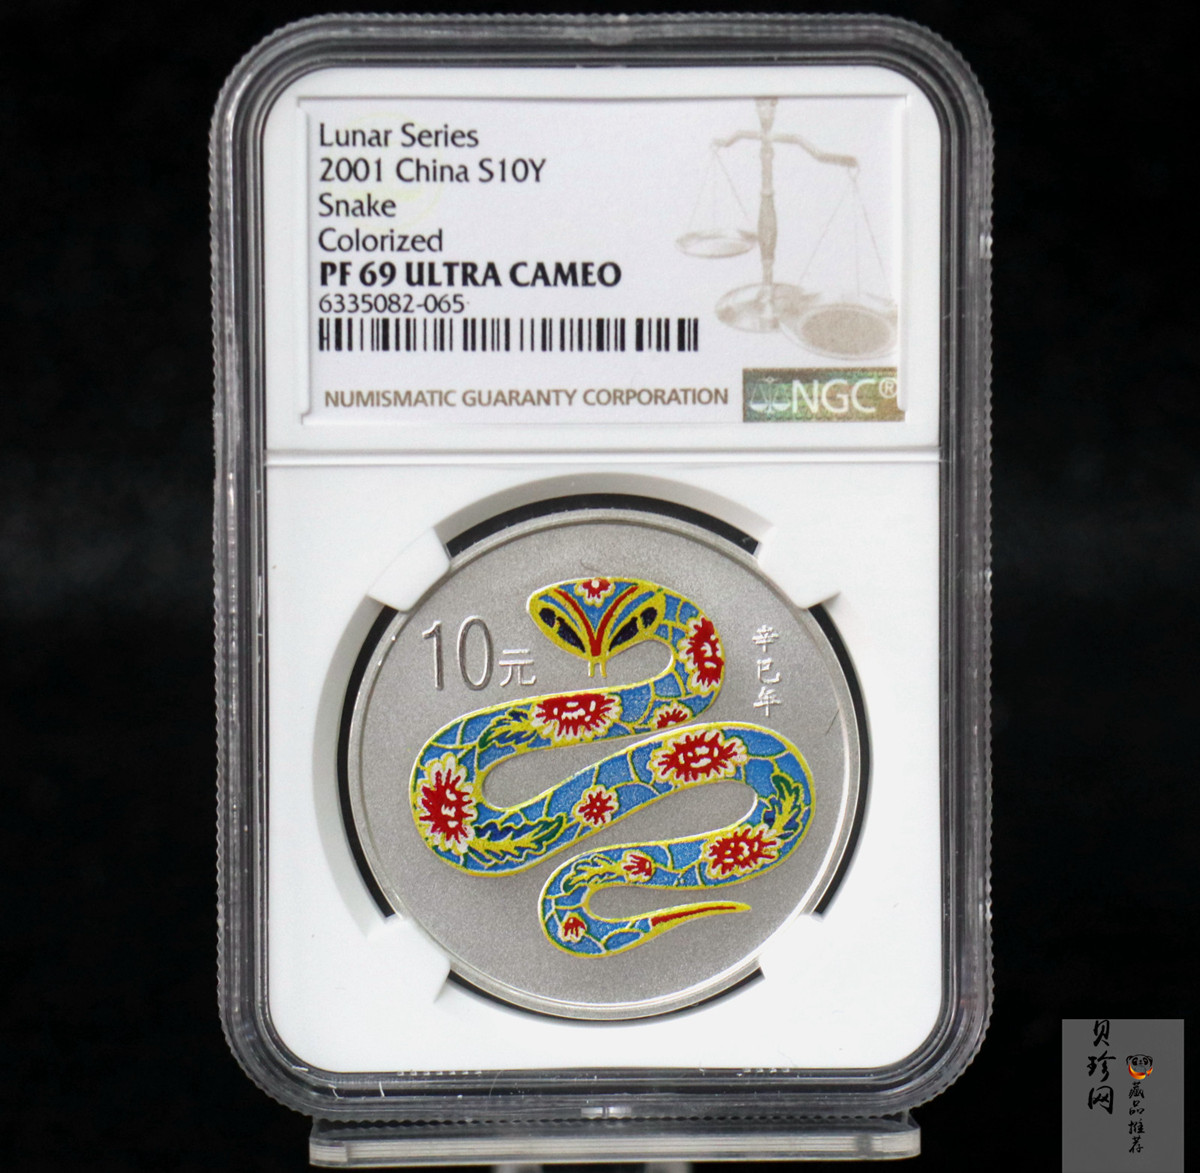 Lunar Series
2001 China S10Y
Snake
Colorized
PF 69 ULTRA CAMEO
6335082-065
NUMISMATIC GUARANTY CORPORATION
NGC®
10元
辛巳年
贝珍网
藏品推荐